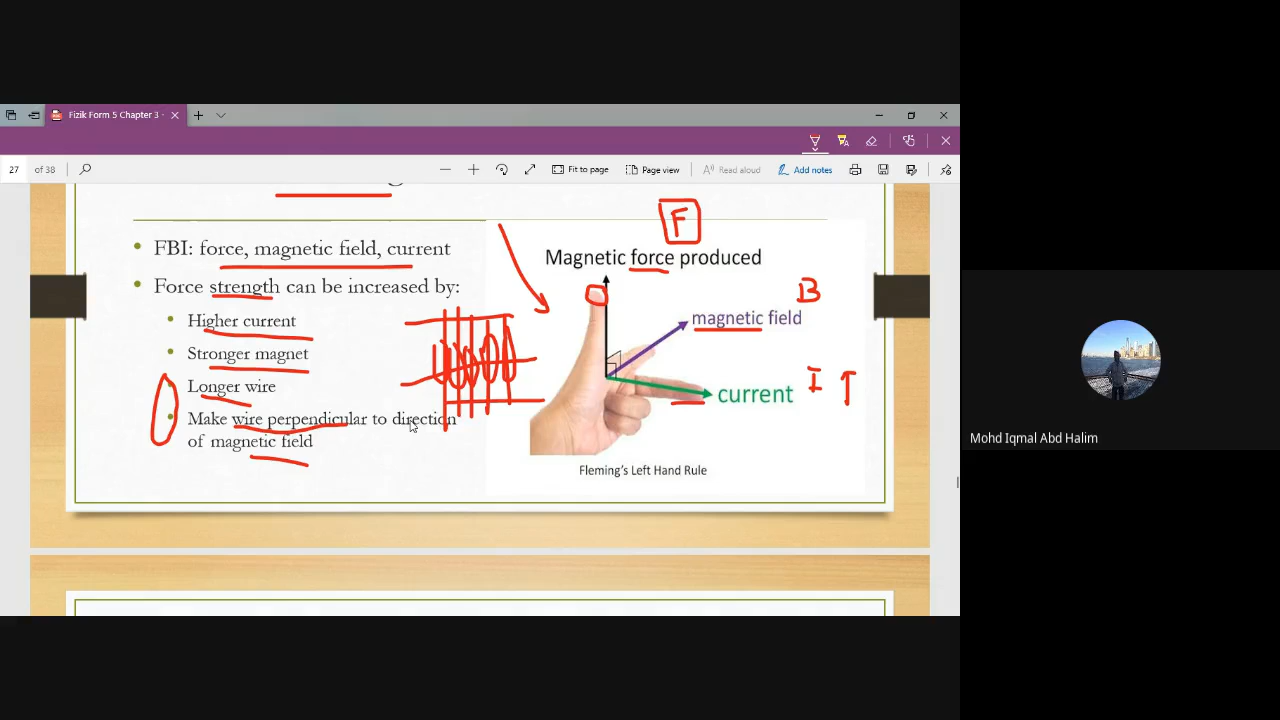 Fizik Form 5 Chapter 3 -
27 of 38
Fit to page
Page view
Read aloud
Add notes
• FBI: force, magnetic field, current
• Force strength can be increased by:
• Higher current
• Stronger magnet
• Longer wire
• Make wire perpendicular to direction
of magnetic field
F
Magnetic force produced
B
magnetic field
I
current
Fleming's Left Hand Rule
Mohd Iqmal Abd Halim